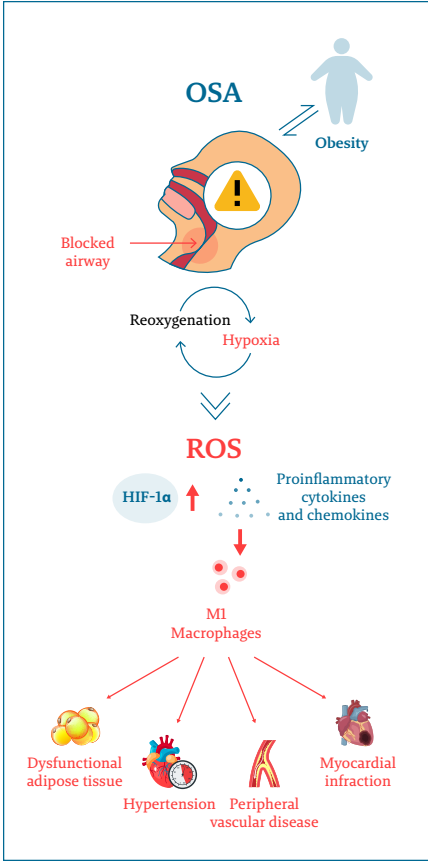 OSA
Obesity
Blocked
airway
Reoxygenation
Hypoxia
ROS
HIF-1α
Proinflammatory
cytokines
and chemokines
M1
Macrophages
Dysfunctional
adipose tissue
Hypertension
Peripheral
vascular disease
Myocardial
infraction